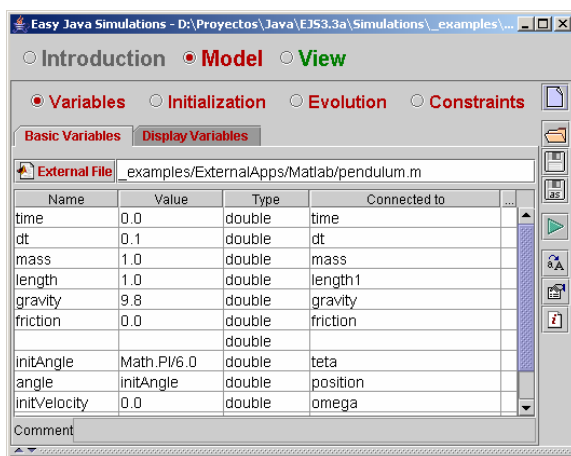 Easy Java Simulations - D:\Proyectos\Java\EJS3.3a\Simulations\_examples\...
Introduction Model View
Variables Initialization Evolution Constraints
Basic Variables Display Variables
External File _examples/ExternalApps/Matlab/pendulum.m
Name Value Type Connected to ...
time 0.0 double time
dt 0.1 double dt
mass 1.0 double mass
length 1.0 double length1
gravity 9.8 double gravity
friction 0.0 double friction
double
initAngle Math.PI/6.0 double teta
angle initAngle double position
initVelocity 0.0 double omega
Comment
as
aA
i